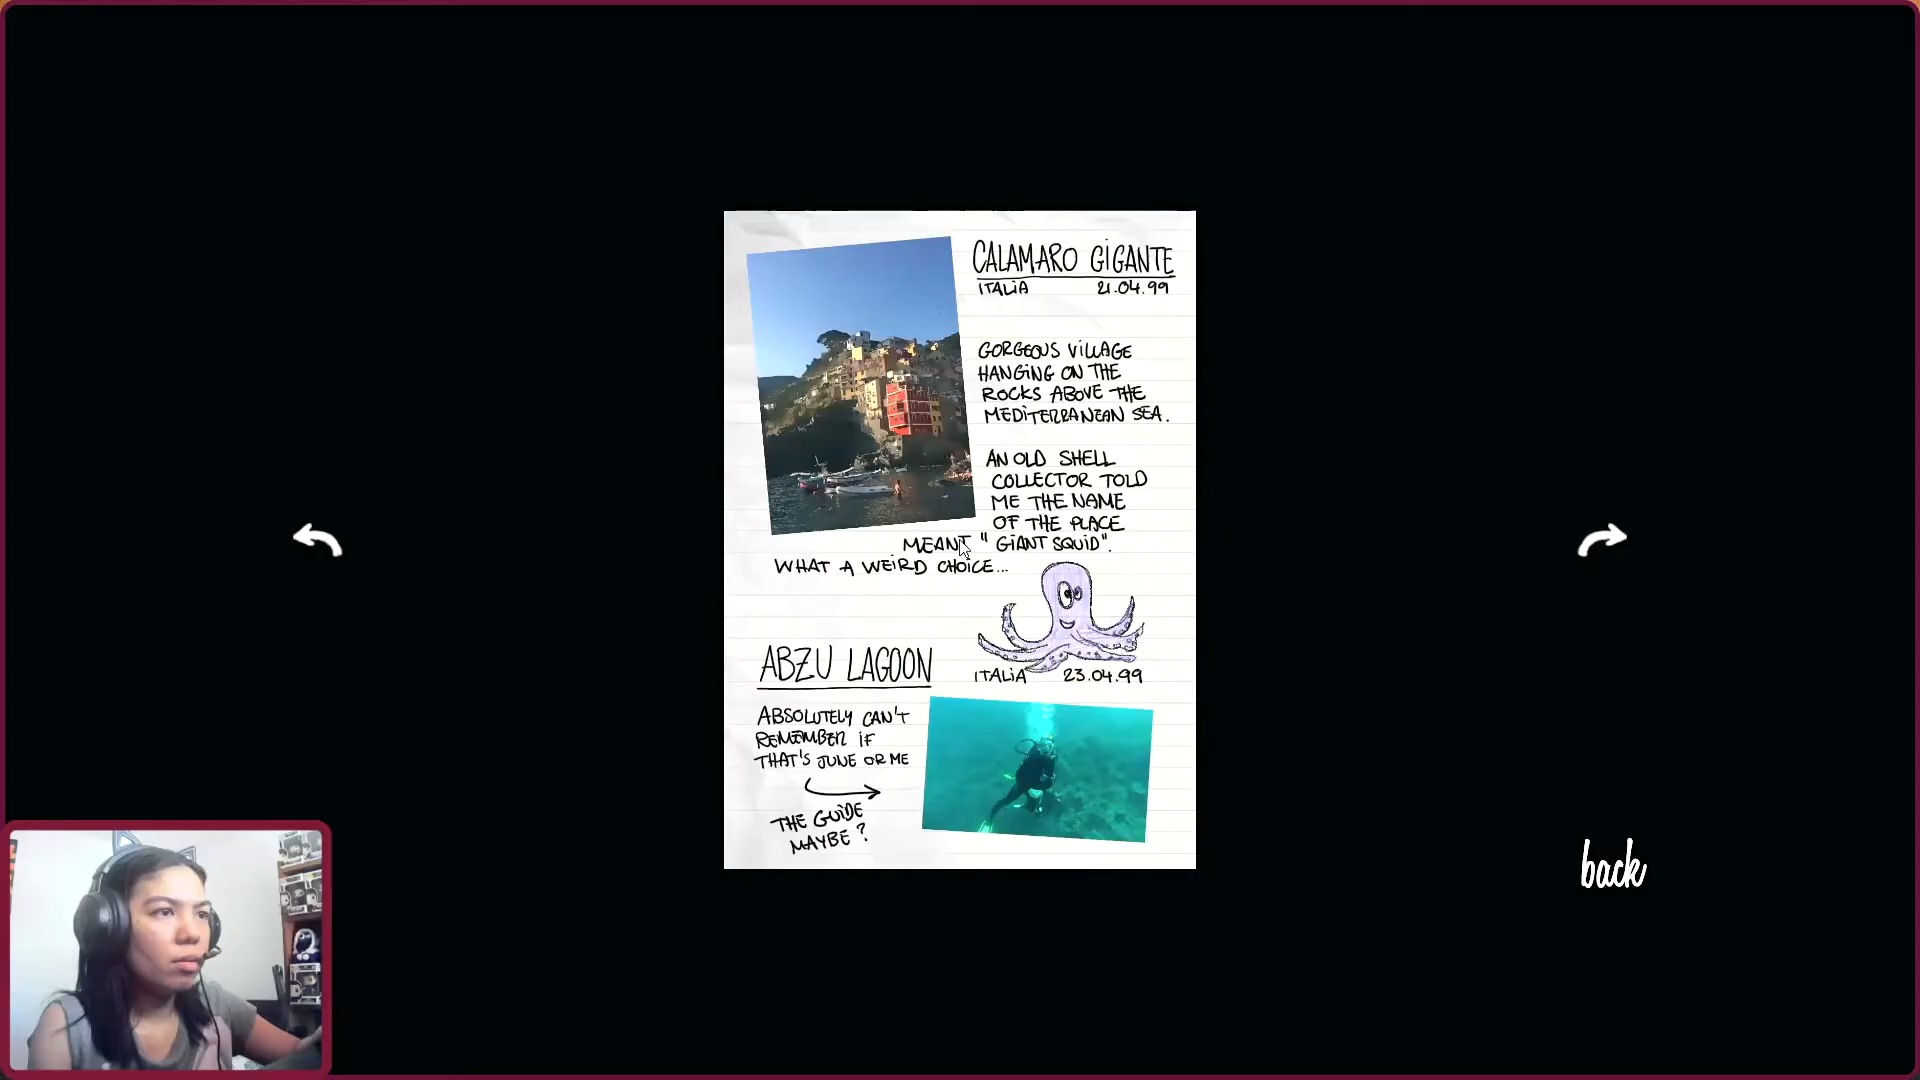 CALAMARO GIGANTE
ITALIA 21.04.99
GORGEOUS VILLAGE
HANGING ON THE
ROCKS ABOVE THE
MEDITERRANEAN SEA.
AN OLD SHELL
COLLECTOR TOLD
ME THE NAME
OF THE PLACE
MEANT "GIANT SQUID".
WHAT A WEIRD CHOICE...
ABZU LAGOON
ITALIA 23.04.99
ABSOLUTELY CAN'T
REMEMBER IF
THAT'S JUNE OR ME
THE GUIDE
MAYBE?
back